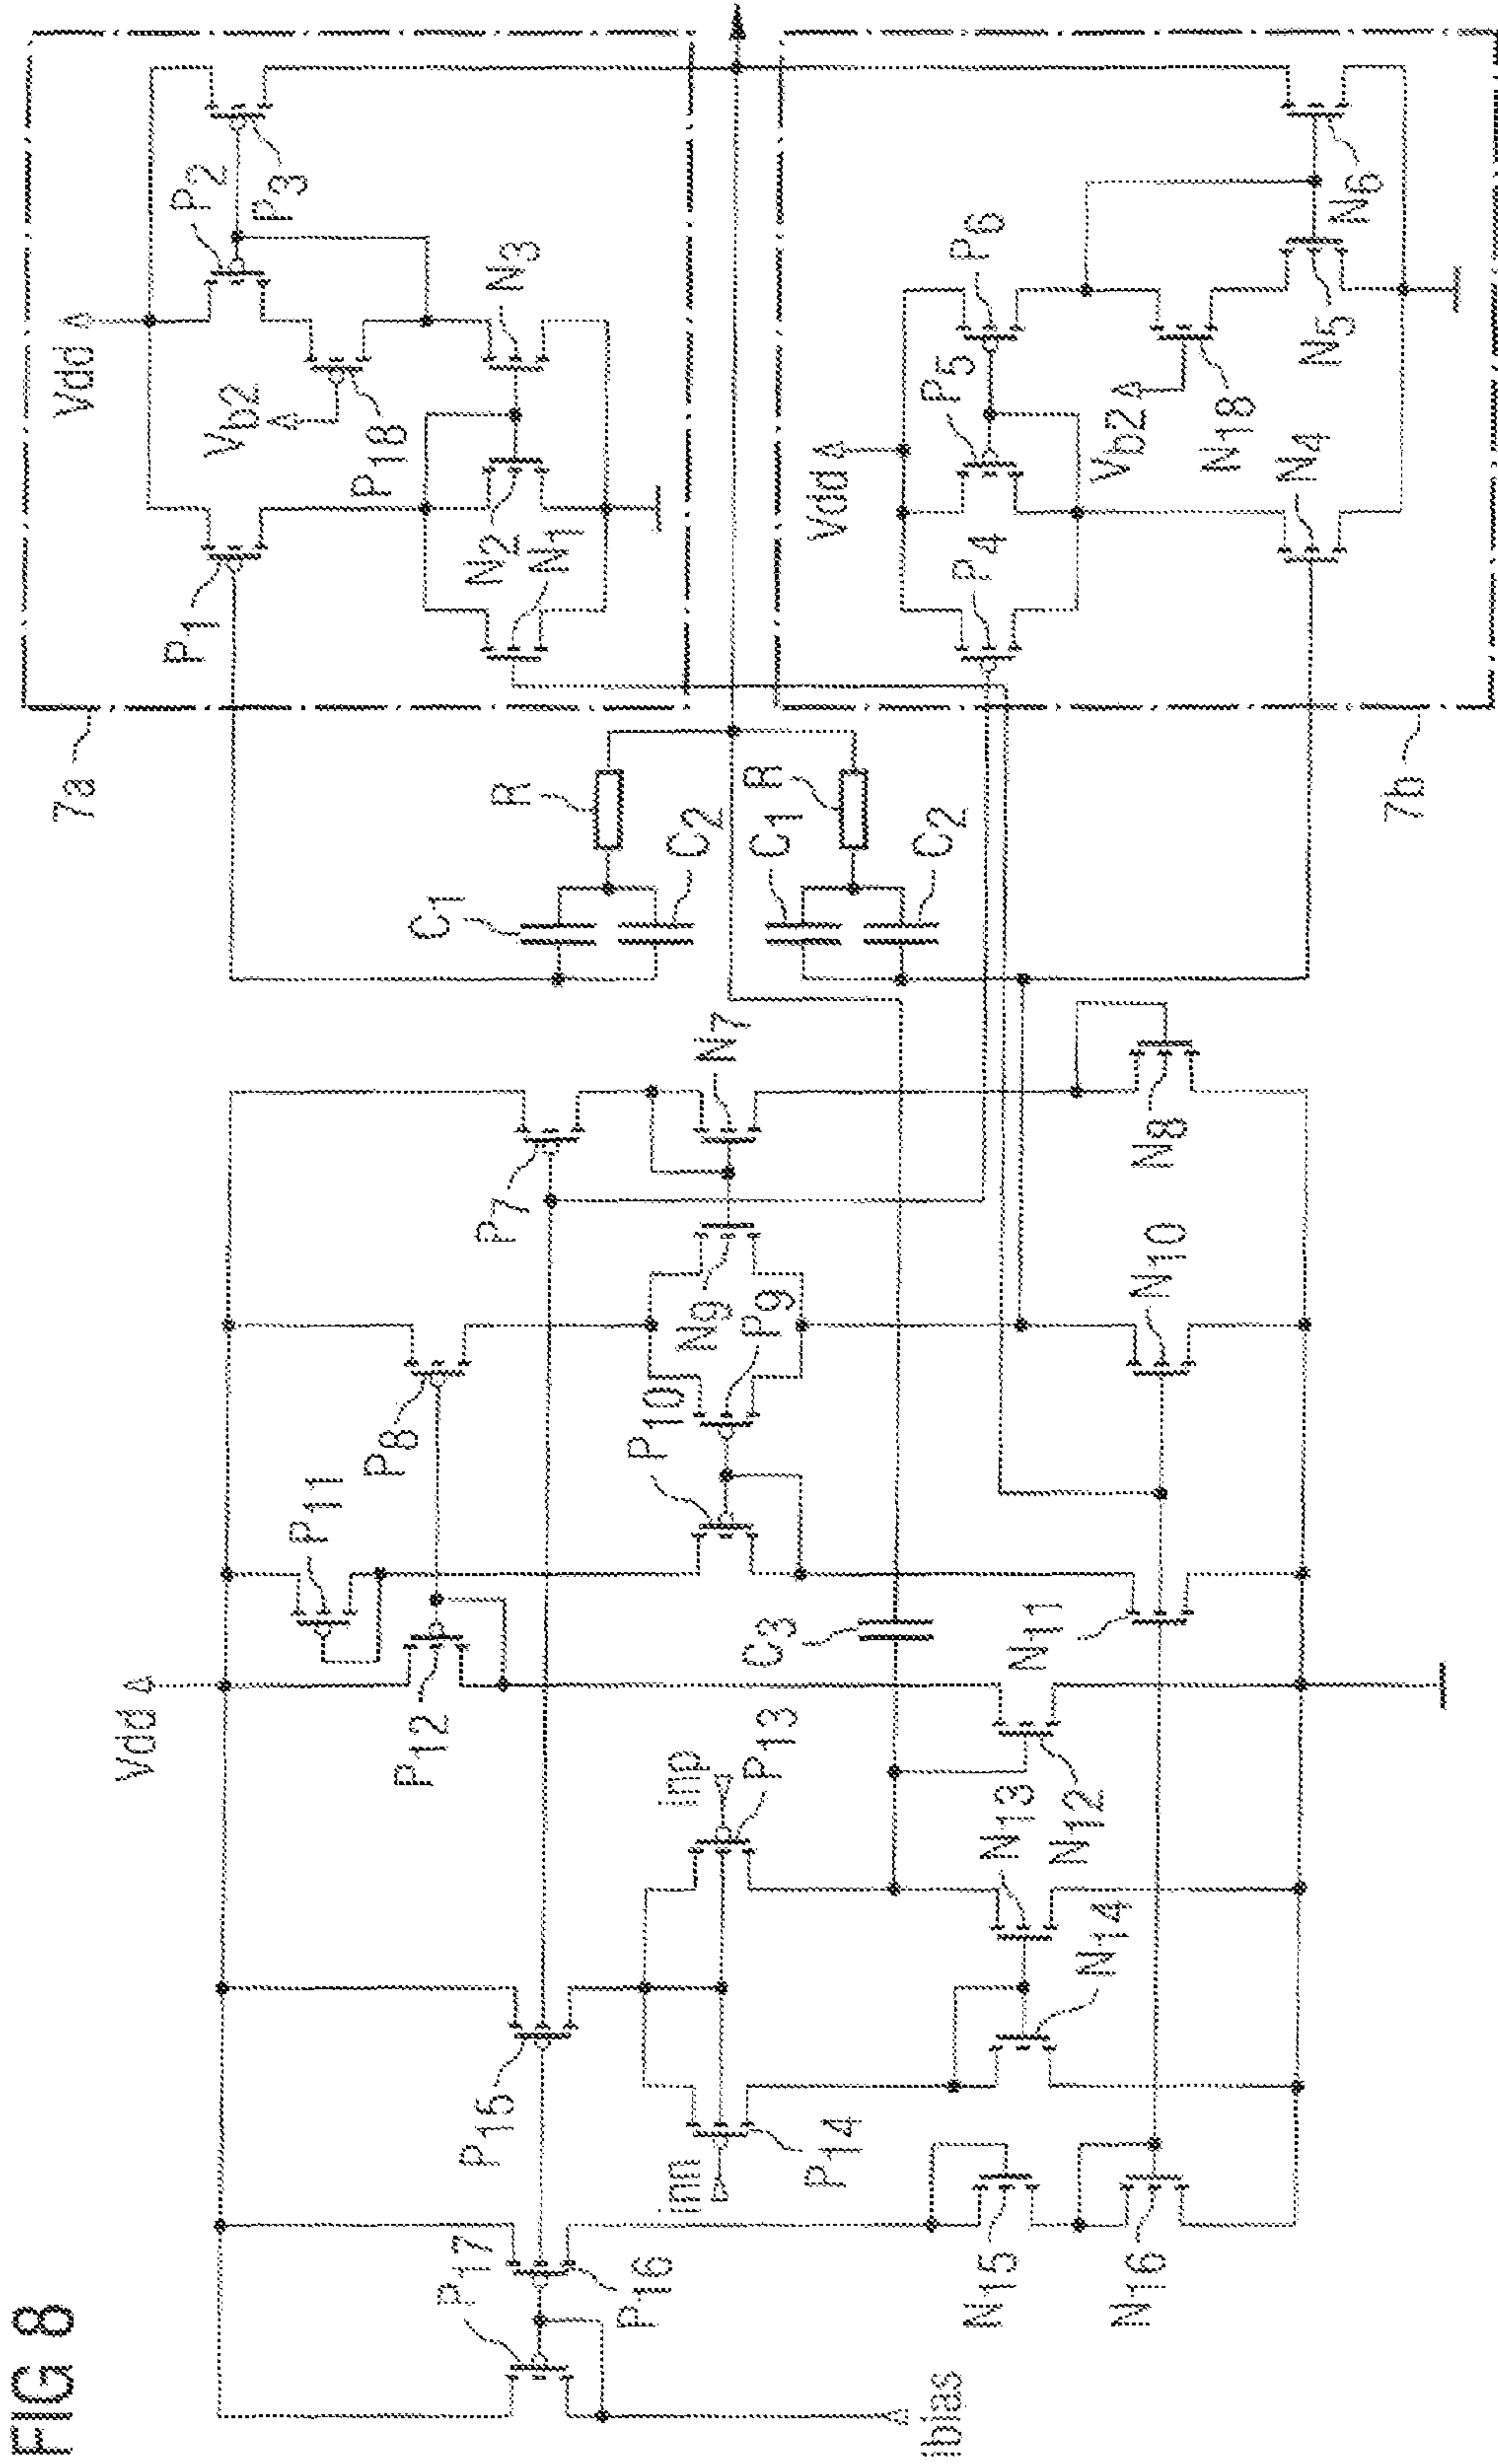 FIG 8
Vdd
P17
P16
P15
P12
P11
P8
P7
inn
inp
P14
P13
P10
N9
P9
N7
C3
N15
N16
N14
N13
N12
N11
N10
N8
ibias
7a
P1
Vdd
P2
P3
Vb2
P18
N2
N1
N3
C1
C2
R
C1
C2
R
7b
Vdd
P4
P5
P6
Vb2
N18
N4
N5
N6